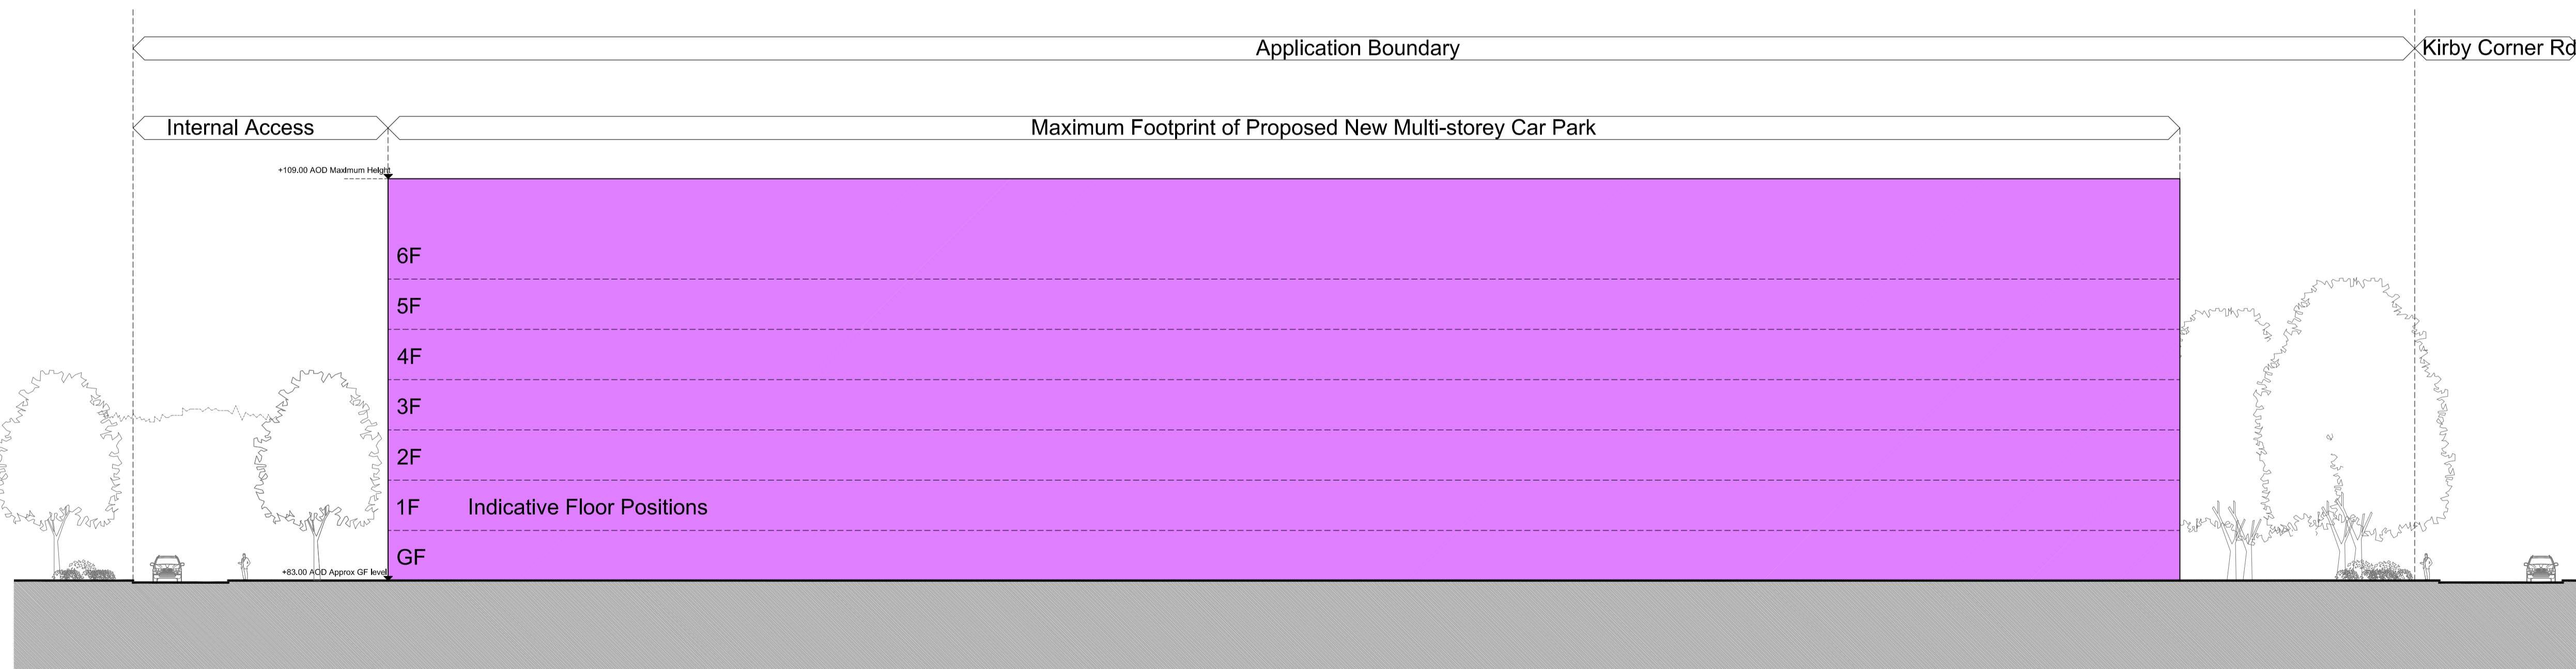 Application Boundary
Kirby Corner Rd
Internal Access
Maximum Footprint of Proposed New Multi-storey Car Park
+109.00 AOD Maximum Height
6F
5F
4F
3F
2F
1F
Indicative Floor Positions
GF
+83.00 AOD Approx GF level